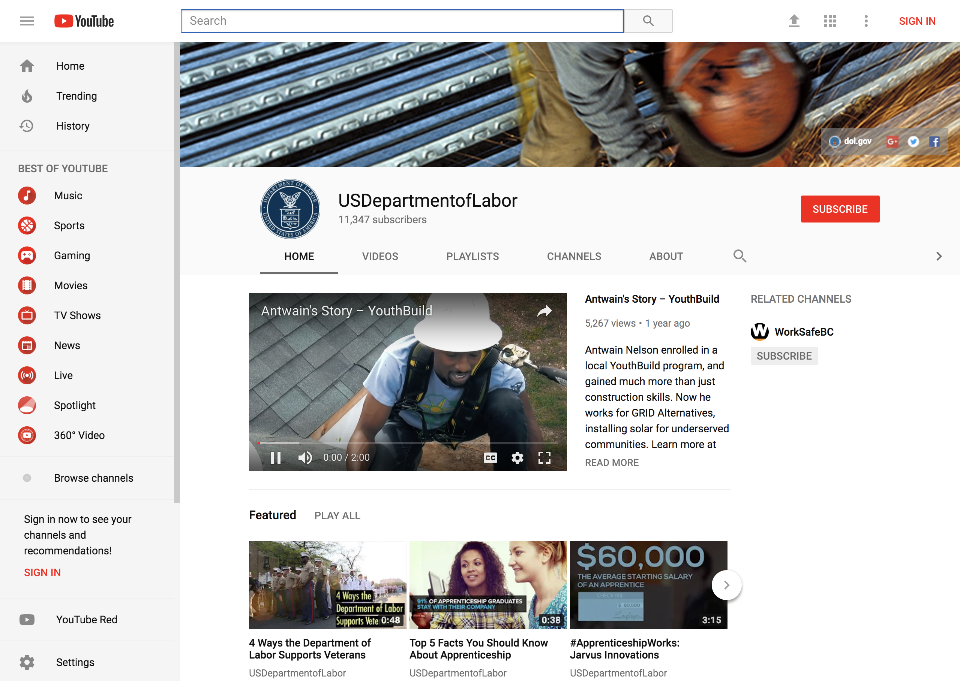 YouTube
Search
SIGN IN
Home
Trending
History
BEST OF YOUTUBE
Music
Sports
Gaming
Movies
TV Shows
News
Live
Spotlight
360° Video
Browse channels
Sign in now to see your
channels and
recommendations!
SIGN IN
YouTube Red
Settings
dol.gov
G+
USDepartmentofLabor
11,347 subscribers
SUBSCRIBE
HOME
VIDEOS
PLAYLISTS
CHANNELS
ABOUT
Antwain's Story – YouthBuild
0:00 / 2:00
CC
Antwain's Story – YouthBuild
5,267 views • 1 year ago
Antwain Nelson enrolled in a
local YouthBuild program, and
gained much more than just
construction skills. Now he
works for GRID Alternatives,
installing solar for underserved
communities. Learn more at
READ MORE
RELATED CHANNELS
WorkSafeBC
SUBSCRIBE
Featured
PLAY ALL
4 Ways the
Department of Labor
Supports Vete
0:48
4 Ways the Department of
Labor Supports Veterans
USDepartmentofLabor
91% OF APPRENTICESHIP GRADUATES
STAY WITH THEIR COMPANY
0:38
Top 5 Facts You Should Know
About Apprenticeship
USDepartmentofLabor
$60,000
THE AVERAGE STARTING SALARY
OF AN APPRENTICE
3:15
#ApprenticeshipWorks:
Jarvus Innovations
USDepartmentofLabor